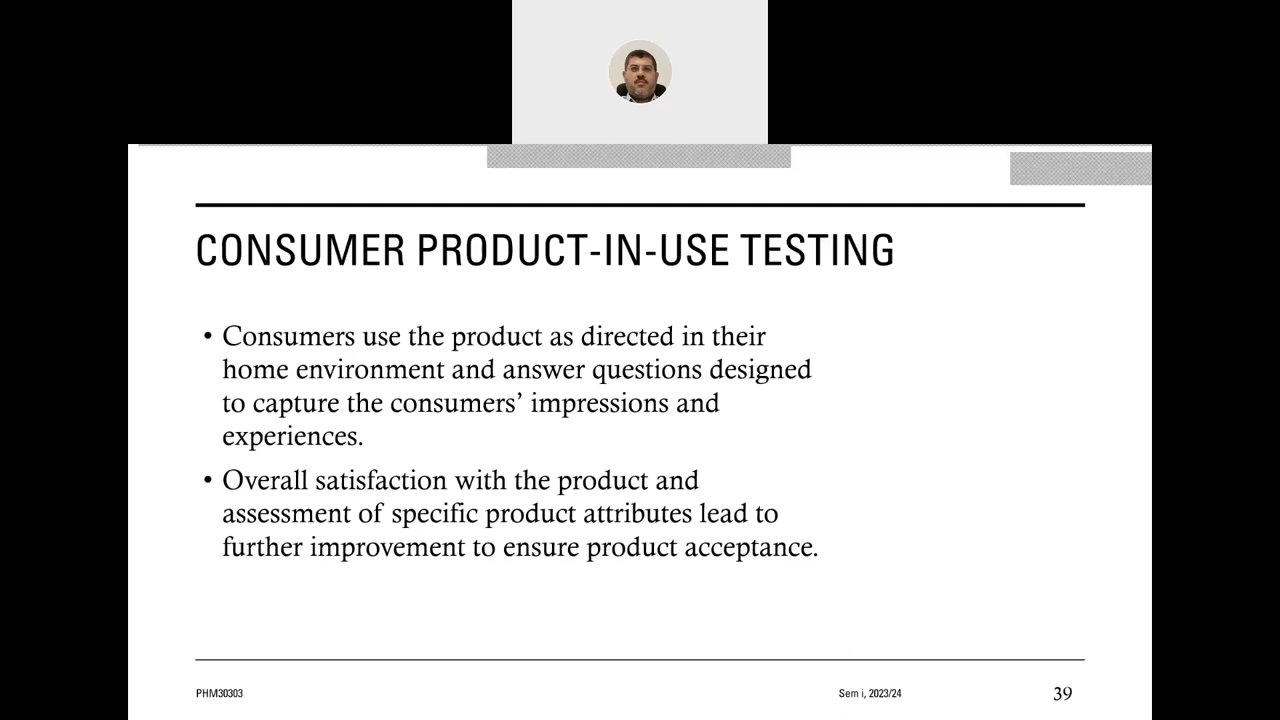 CONSUMER PRODUCT-IN-USE TESTING
• Consumers use the product as directed in their
home environment and answer questions designed
to capture the consumers’ impressions and
experiences.
• Overall satisfaction with the product and
assessment of specific product attributes lead to
further improvement to ensure product acceptance.
PHM30303
Sem i, 2023/24
39